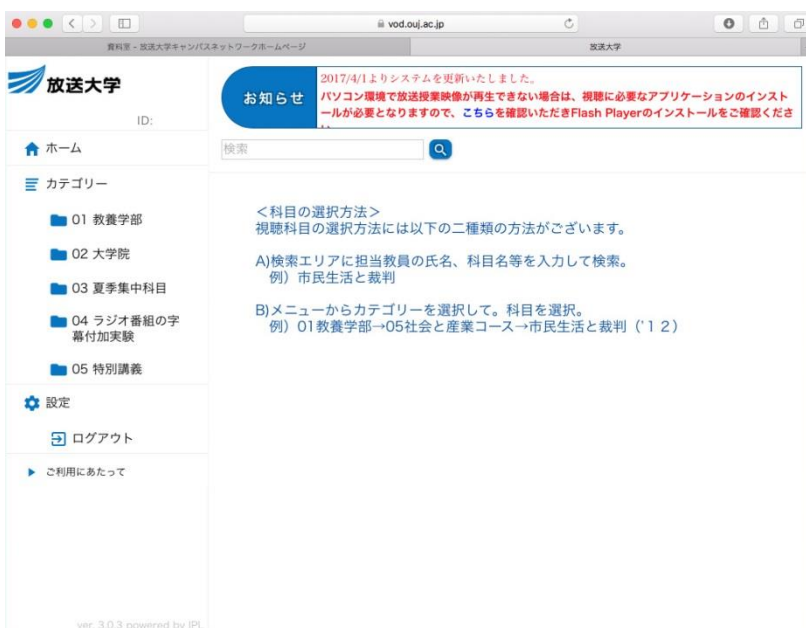 vod.ouj.ac.jp
資料室 - 放送大学キャンパスネットワークホームページ
放送大学
放送大学
ID:
お知らせ
2017/4/1よりシステムを更新いたしました。
パソコン環境で放送授業映像が再生できない場合は、視聴に必要なアプリケーションのインスト
ールが必要となりますので、こちらを確認いただきFlash Playerのインストールをご確認くださ
検索
ホーム
カテゴリー
01 教養学部
02 大学院
03 夏季集中科目
04 ラジオ番組の字
幕付加実験
05 特別講義
設定
ログアウト
ご利用にあたって
＜科目の選択方法＞
視聴科目の選択方法には以下の二種類の方法がございます。
A)検索エリアに担当教員の氏名、科目名等を入力して検索。
例）市民生活と裁判
B)メニューからカテゴリーを選択して。科目を選択。
例）01教養学部→05社会と産業コース→市民生活と裁判（'１２）
ver. 3.0.3 powered by IPL